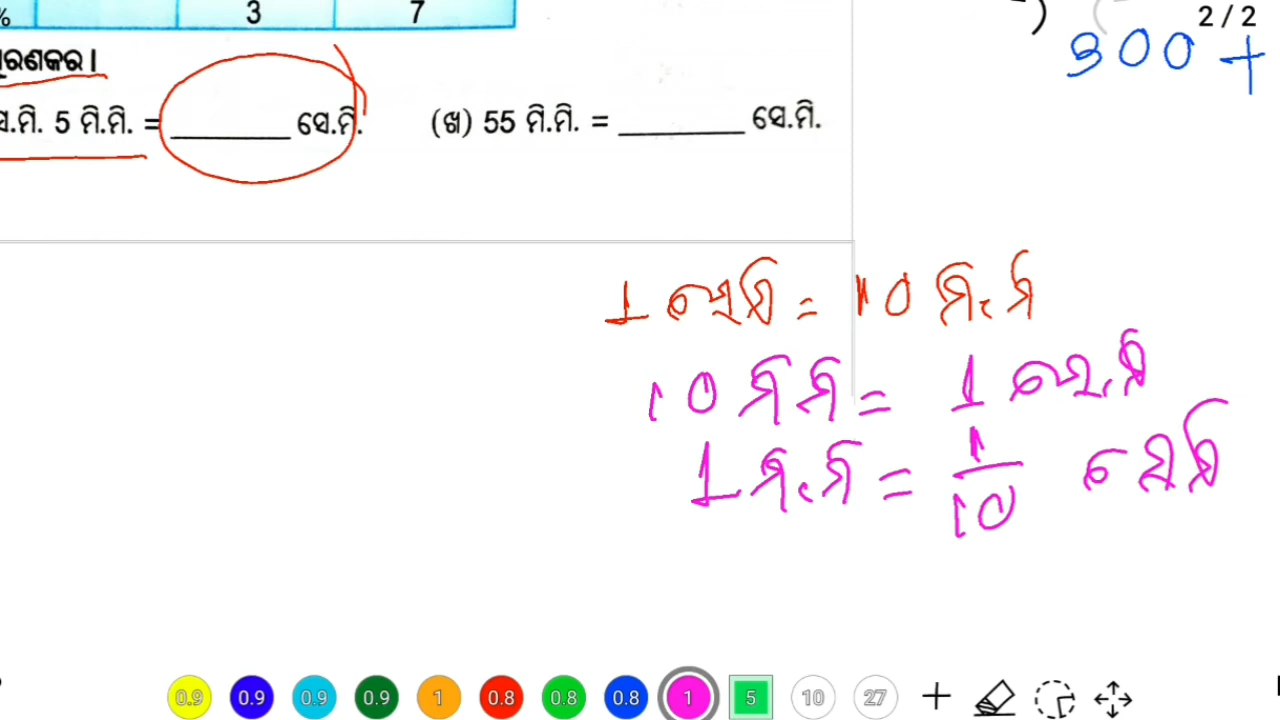 % 3 7
2 / 2
300 +
ପୂରଣକର।
ସେ.ମି. 5 ମି.ମି. = ________ ସେ.ମି. (ଖ) 55 ମି.ମି. = ________ ସେ.ମି.
1 ସେମି = 10 ମି.ମି
10 ମିମି = 1 ସେ.ମି
1 ମି.ମି = 1/10 ସେମି
0.9 0.9 0.9 0.9 1 0.8 0.8 0.8 1 5 10 27